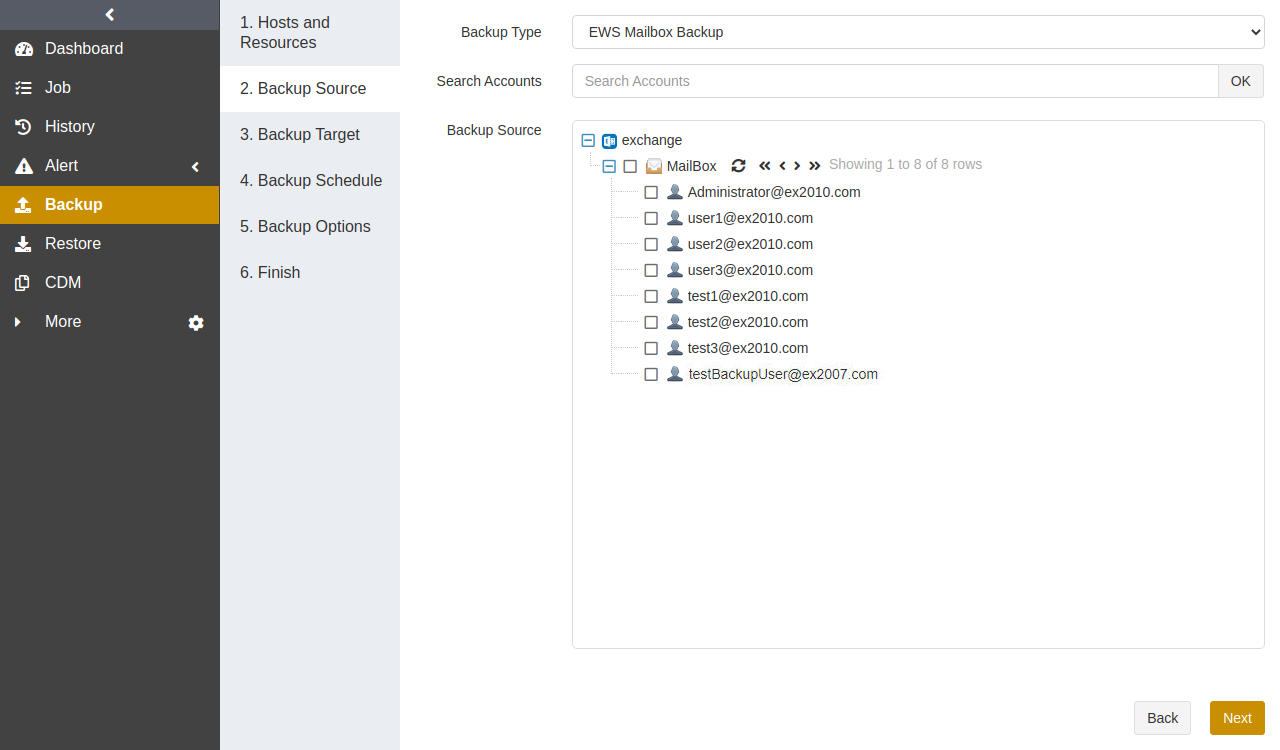 Dashboard
Job
History
Alert
Backup
Restore
CDM
More
1. Hosts and
Resources
2. Backup Source
3. Backup Target
4. Backup Schedule
5. Backup Options
6. Finish
Backup Type
EWS Mailbox Backup
Search Accounts
Search Accounts
OK
Backup Source
exchange
MailBox
Showing 1 to 8 of 8 rows
Administrator@ex2010.com
user1@ex2010.com
user2@ex2010.com
user3@ex2010.com
test1@ex2010.com
test2@ex2010.com
test3@ex2010.com
testBackupUser@ex2007.com
Back
Next